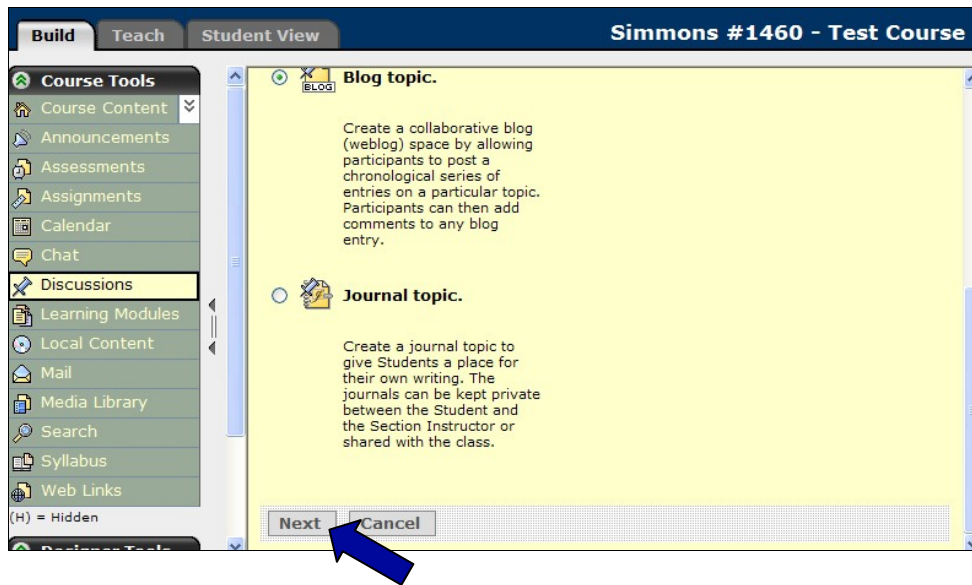 Build Teach Student View Simmons #1460 - Test Course
Course Tools
Course Content
Announcements
Assessments
Assignments
Calendar
Chat
Discussions
Learning Modules
Local Content
Mail
Media Library
Search
Syllabus
Web Links
(H) = Hidden
Designer Tools
BLOG Blog topic.
Create a collaborative blog
(weblog) space by allowing
participants to post a
chronological series of
entries on a particular topic.
Participants can then add
comments to any blog
entry.
Journal topic.
Create a journal topic to
give Students a place for
their own writing. The
journals can be kept private
between the Student and
the Section Instructor or
shared with the class.
Next Cancel